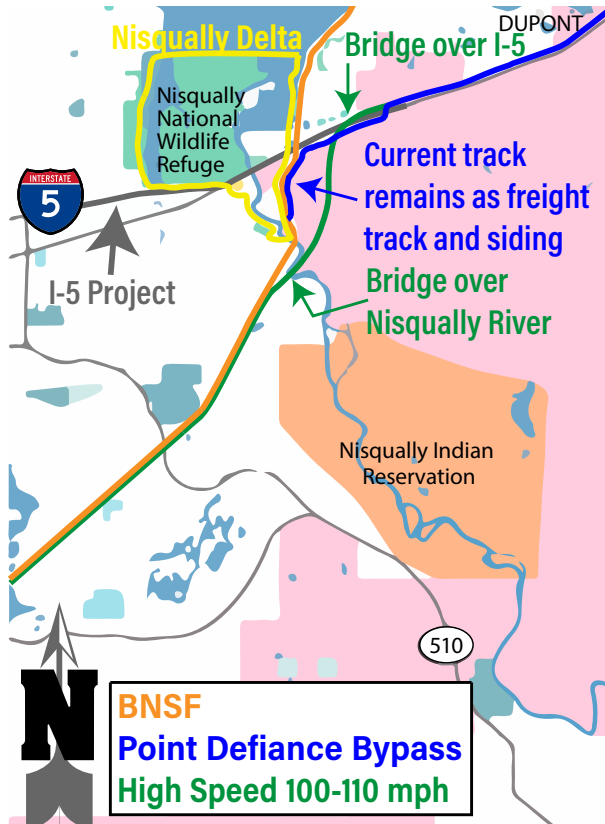 DUPONT
Nisqually Delta
Bridge over I-5
Nisqually
National
Wildlife
Refuge
Current track
remains as freight
track and siding
INTERSTATE
5
I-5 Project
Bridge over
Nisqually River
Nisqually Indian
Reservation
510
N
BNSF
Point Defiance Bypass
High Speed 100-110 mph